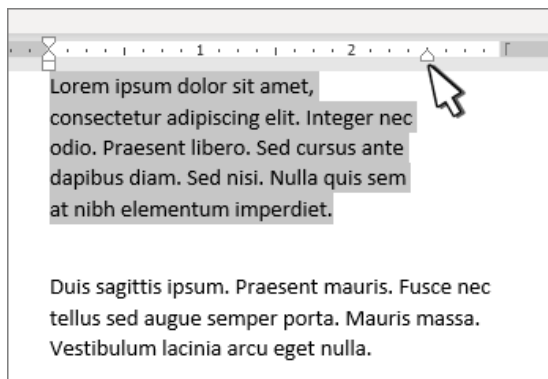 1 2
Lorem ipsum dolor sit amet,
consectetur adipiscing elit. Integer nec
odio. Praesent libero. Sed cursus ante
dapibus diam. Sed nisi. Nulla quis sem
at nibh elementum imperdiet.
Duis sagittis ipsum. Praesent mauris. Fusce nec
tellus sed augue semper porta. Mauris massa.
Vestibulum lacinia arcu eget nulla.